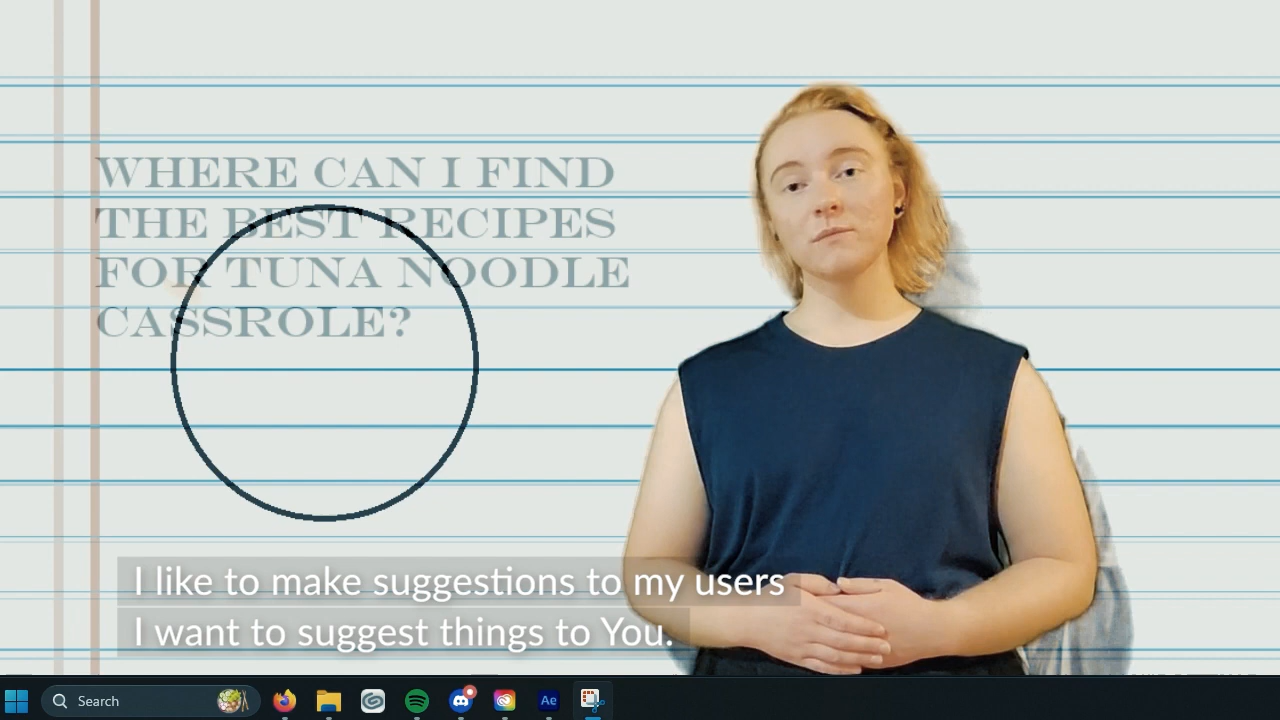 WHERE CAN I FIND
THE BEST RECIPES
FOR TUNA NOODLE
CASSROLE?
I like to make suggestions to my users
I want to suggest things to You.
Search
Ae